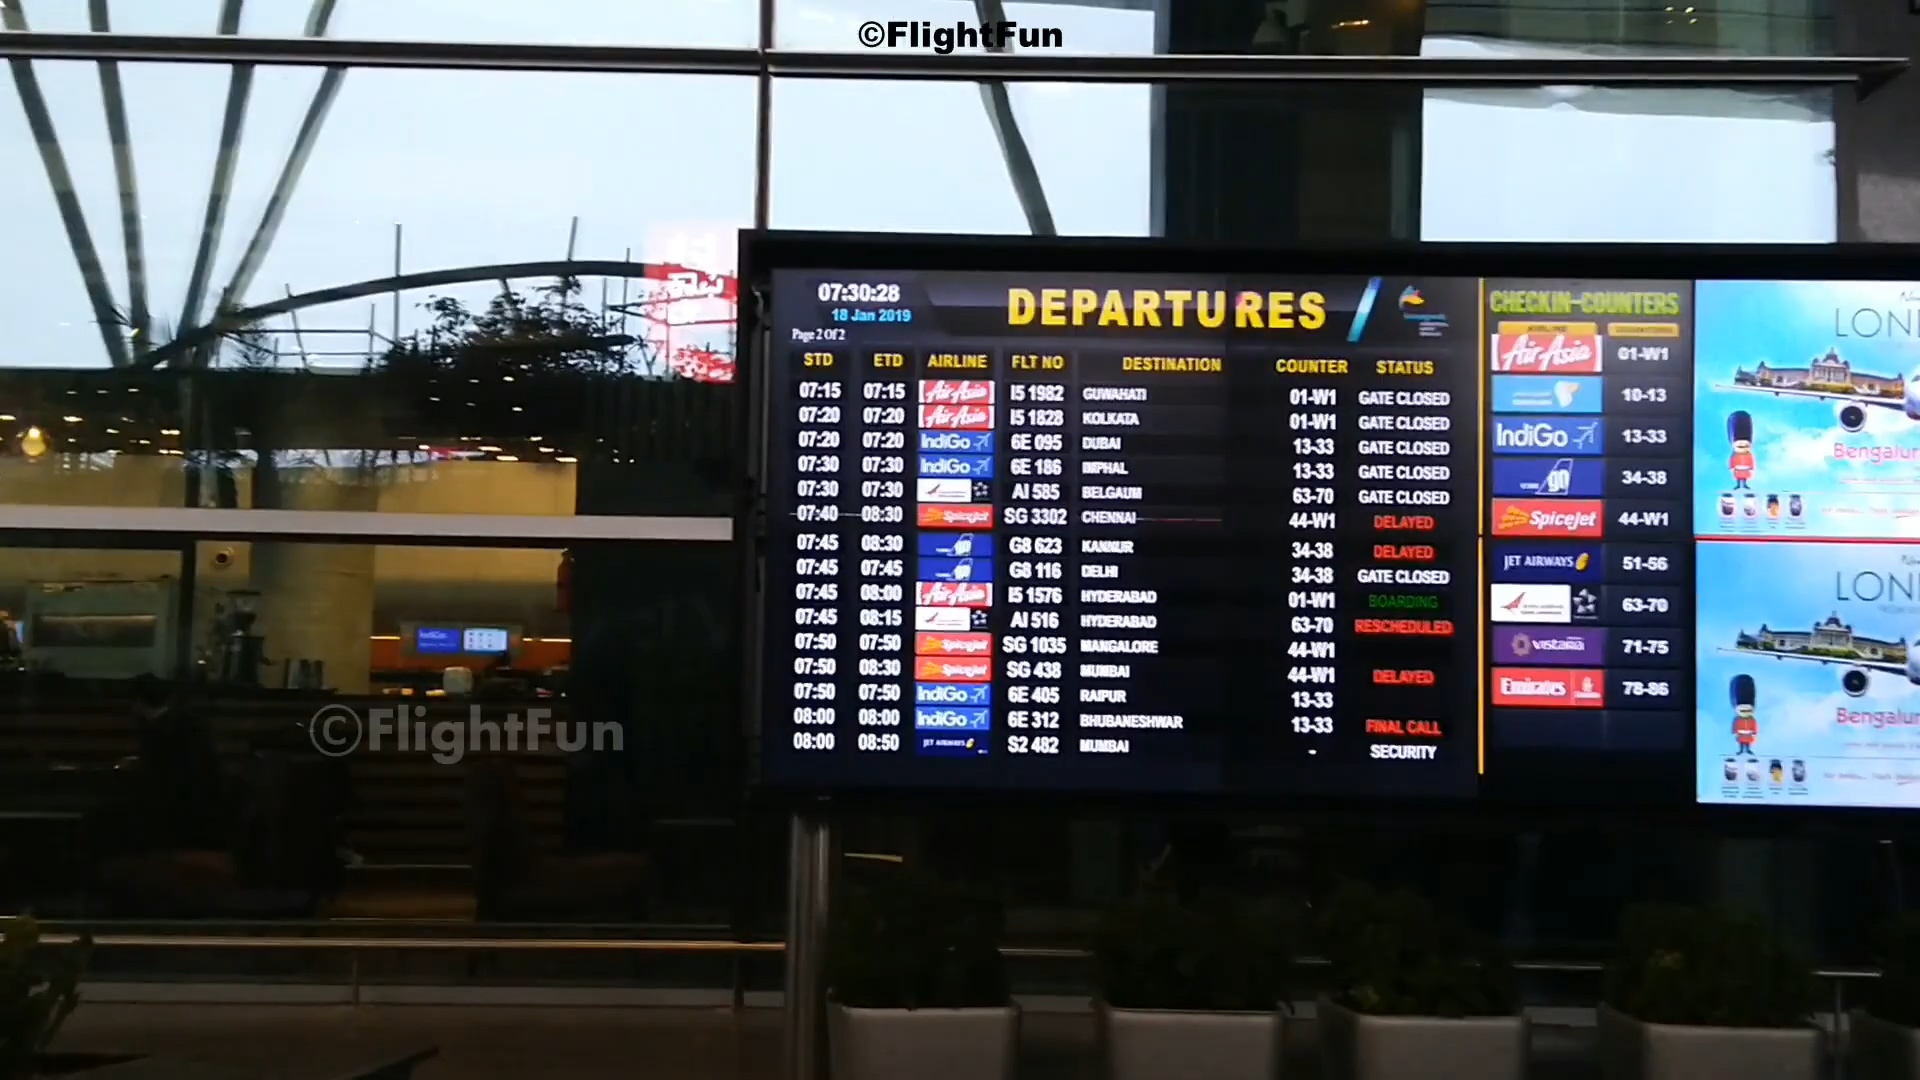 ©FlightFun
07:30:28
18 Jan 2019
Page 2 Of 2
DEPARTURES
STD ETD AIRLINE FLT NO DESTINATION COUNTER STATUS
07:15 07:15 AirAsia I5 1982 GUWAHATI 01-W1 GATE CLOSED
07:20 07:20 AirAsia I5 1828 KOLKATA 01-W1 GATE CLOSED
07:20 07:20 IndiGo 6E 095 DUBAI 13-33 GATE CLOSED
07:30 07:30 IndiGo 6E 186 IMPHAL 13-33 GATE CLOSED
07:30 07:30 AI 585 BELGAUM 63-70 GATE CLOSED
07:40 08:30 SpiceJet SG 3302 CHENNAI 44-W1 DELAYED
07:45 08:30 G8 623 KANNUR 34-38 DELAYED
07:45 07:45 G8 116 DELHI 34-38 GATE CLOSED
07:45 08:00 AirAsia I5 1576 HYDERABAD 01-W1 BOARDING
07:45 08:15 AI 516 HYDERABAD 63-70 RESCHEDULED
07:50 07:50 SpiceJet SG 1035 MANGALORE 44-W1
07:50 08:30 SpiceJet SG 438 MUMBAI 44-W1 DELAYED
07:50 07:50 IndiGo 6E 405 RAIPUR 13-33
08:00 08:00 IndiGo 6E 312 BHUBANESHWAR 13-33 FINAL CALL
08:00 08:50 JET AIRWAYS S2 482 MUMBAI - SECURITY
CHECKIN-COUNTERS
AirAsia 01-W1
10-13
IndiGo 13-33
go 34-38
SpiceJet 44-W1
JET AIRWAYS 51-56
63-70
vistara 71-75
Emirates 78-86
LON
Bengalur
LON
Bengalur
©FlightFun